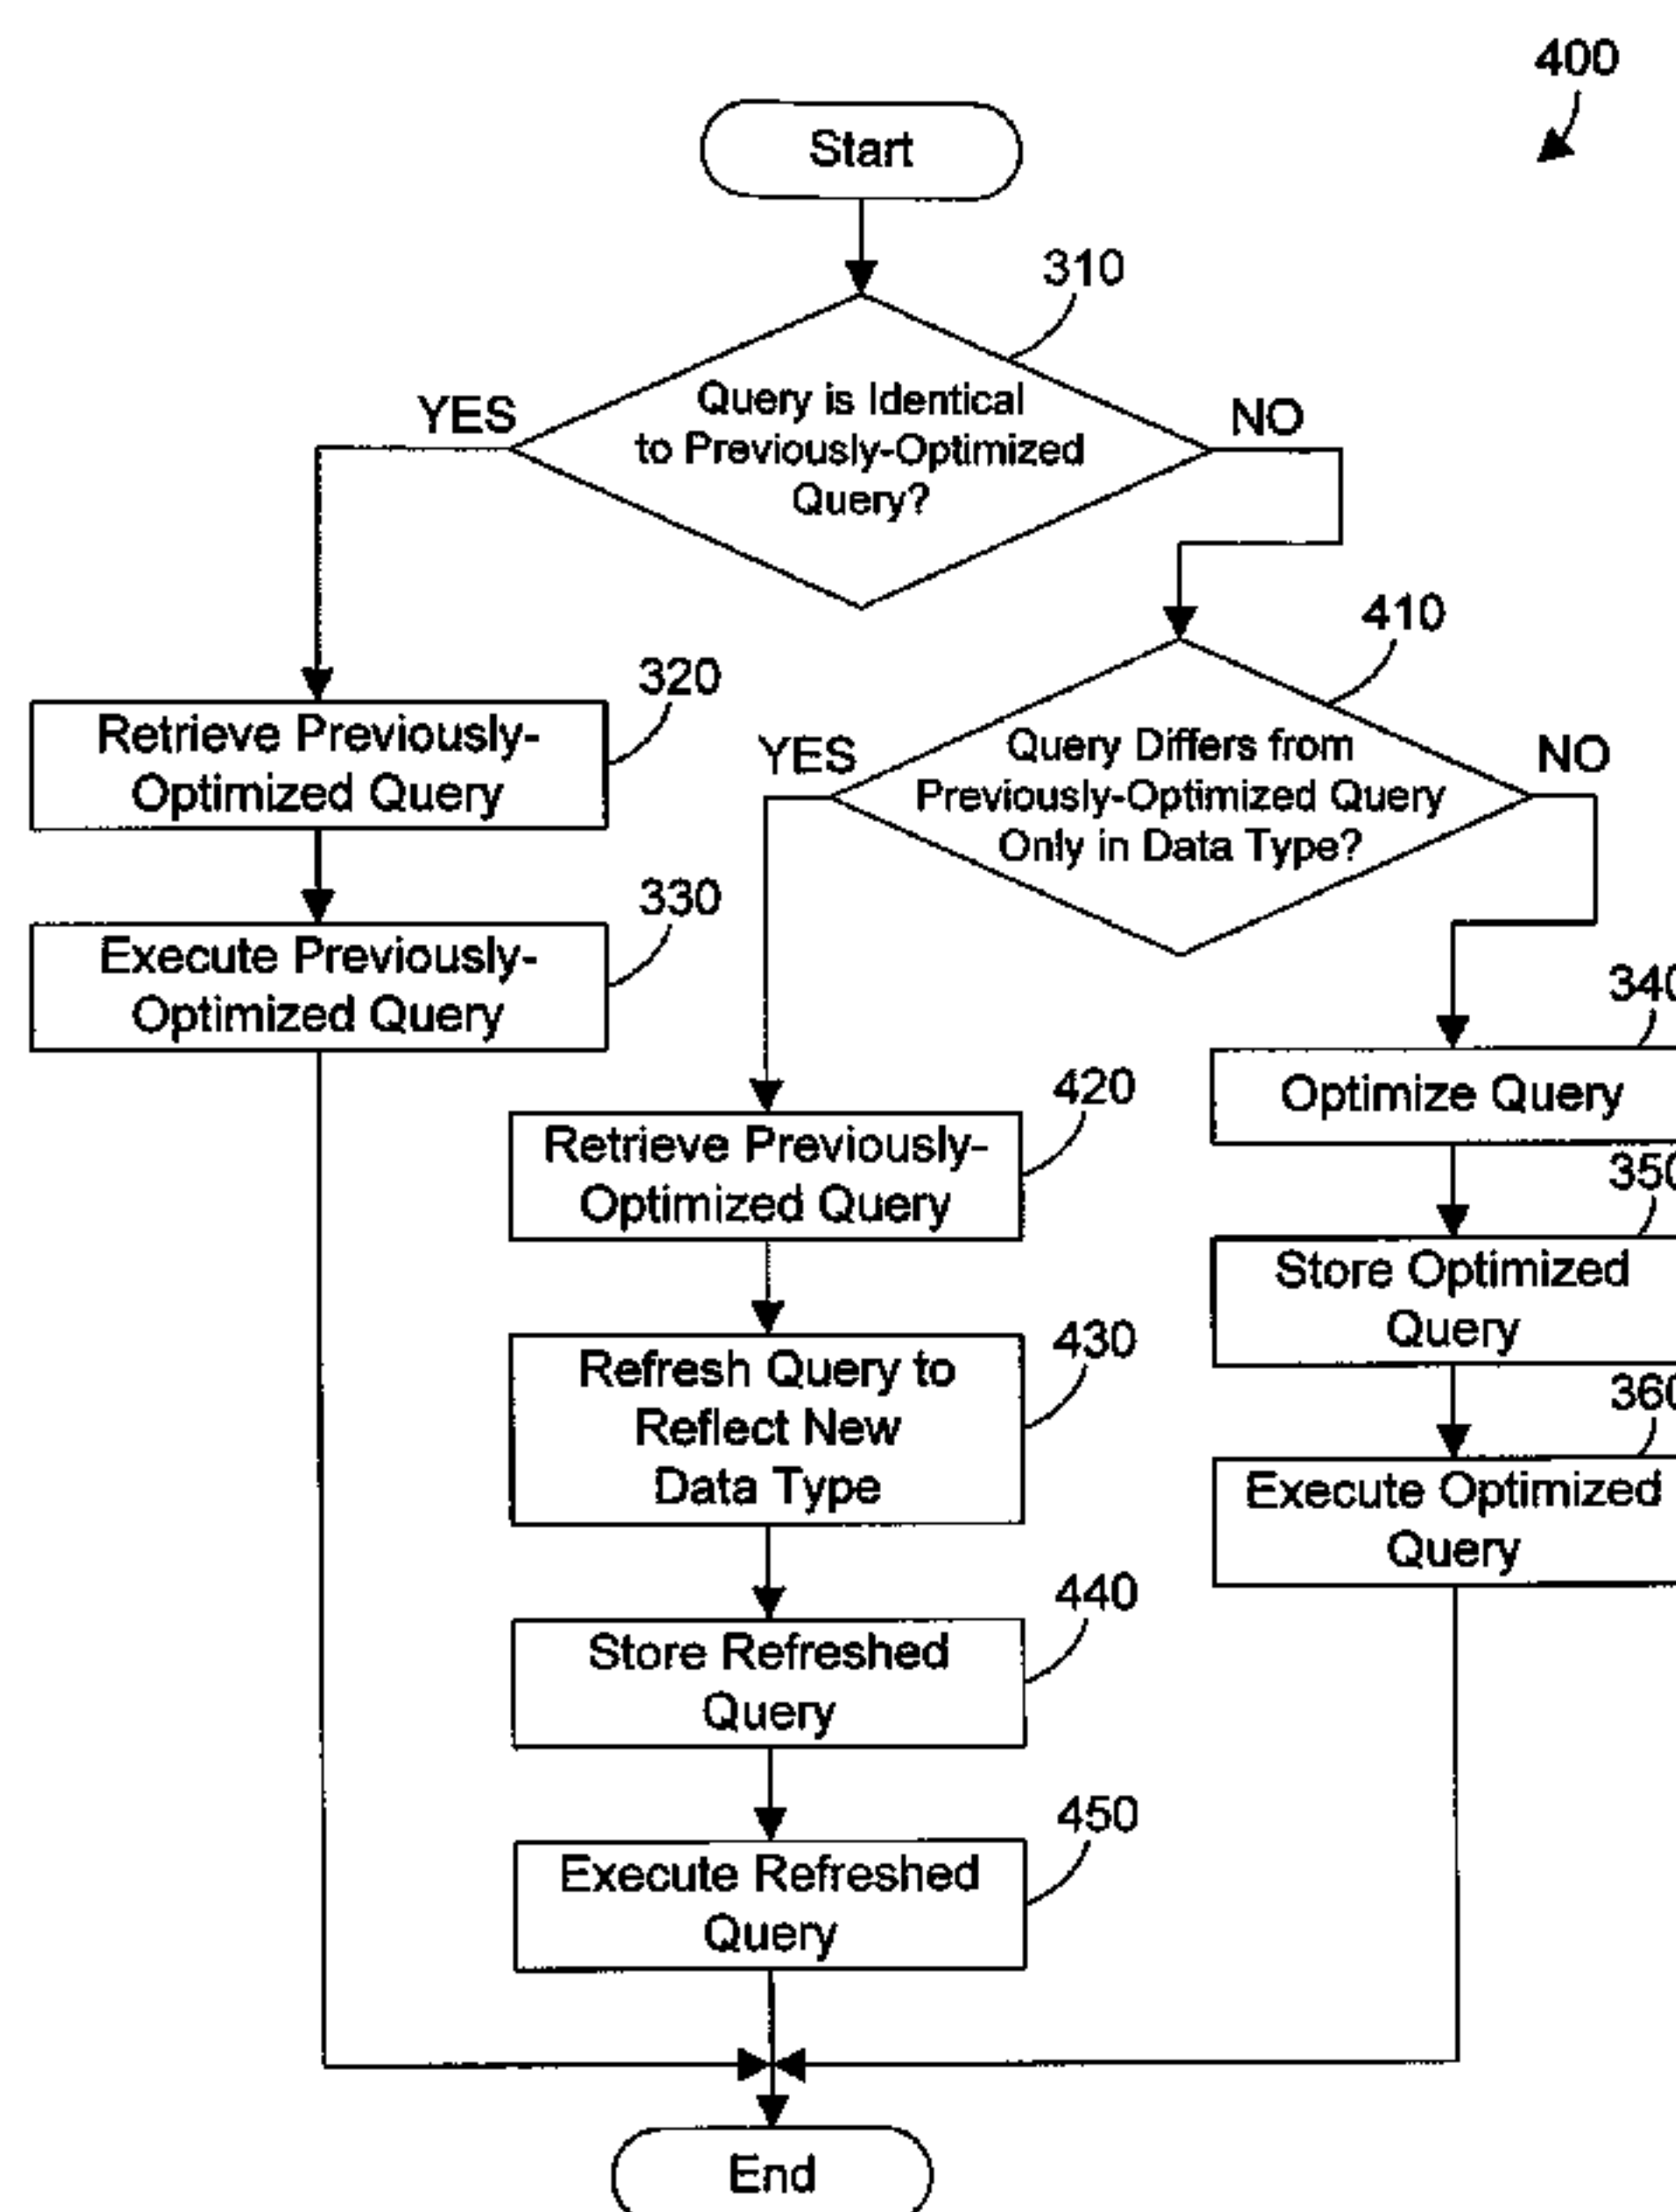 400
Start
310
Query is Identical
to Previously-Optimized
Query?
YES
NO
410
Query Differs from
Previously-Optimized Query
Only in Data Type?
YES
NO
320
Retrieve Previously-
Optimized Query
330
Execute Previously-
Optimized Query
340
Optimize Query
350
Store Optimized
Query
360
Execute Optimized
Query
420
Retrieve Previously-
Optimized Query
430
Refresh Query to
Reflect New
Data Type
440
Store Refreshed
Query
450
Execute Refreshed
Query
End